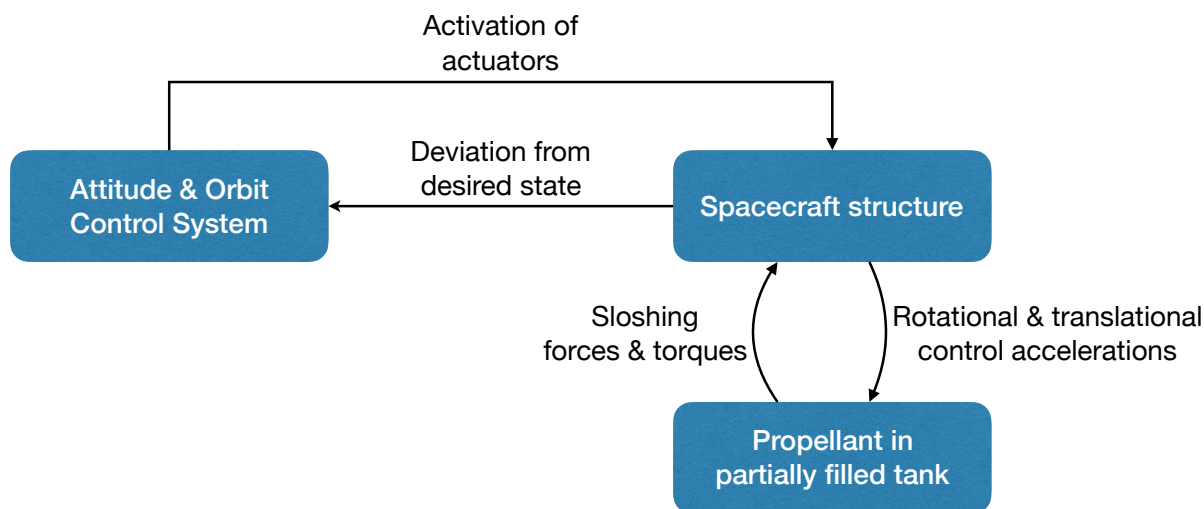 Activation of
actuators
Deviation from
desired state
Attitude & Orbit
Control System
Spacecraft structure
Sloshing
forces & torques
Rotational & translational
control accelerations
Propellant in
partially filled tank